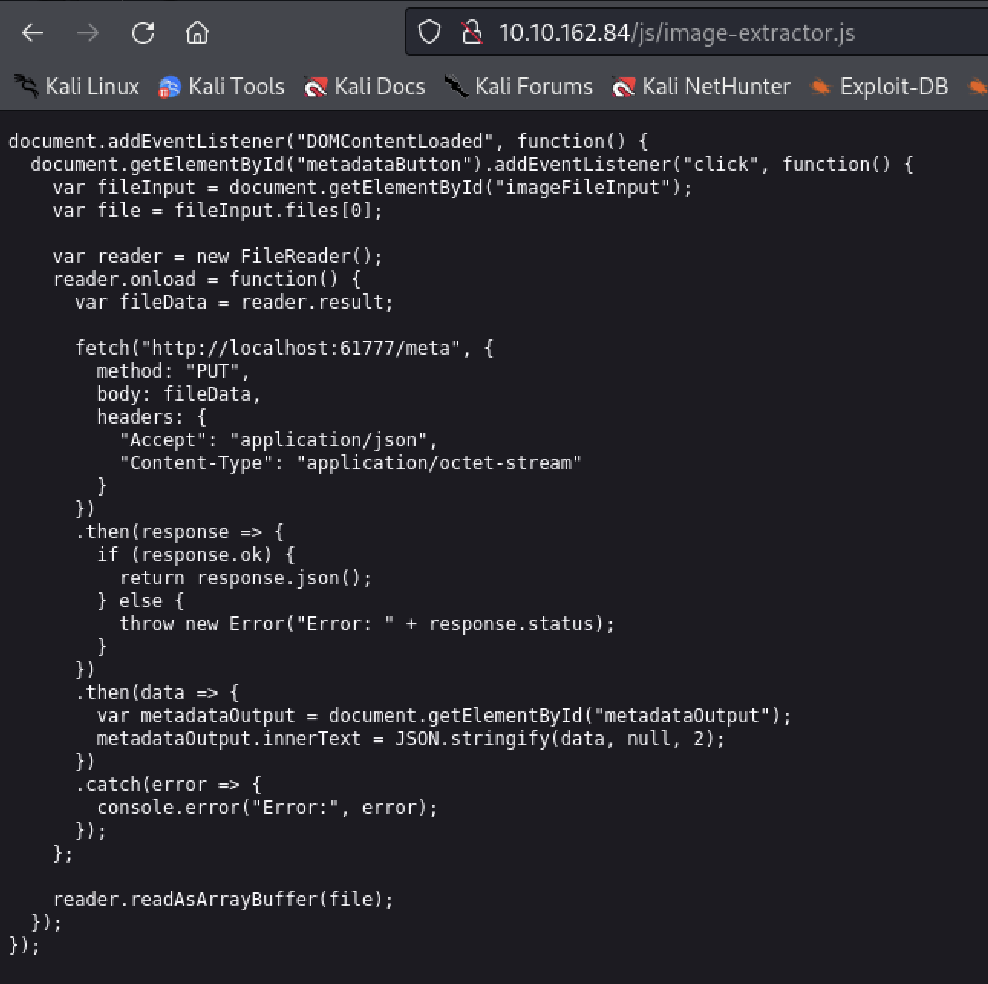 10.10.162.84/js/image-extractor.js
Kali Linux Kali Tools Kali Docs Kali Forums Kali NetHunter Exploit-DB
document.addEventListener("DOMContentLoaded", function() {
  document.getElementById("metadataButton").addEventListener("click", function() {
    var fileInput = document.getElementById("imageFileInput");
    var file = fileInput.files[0];

    var reader = new FileReader();
    reader.onload = function() {
      var fileData = reader.result;

      fetch("http://localhost:61777/meta", {
        method: "PUT",
        body: fileData,
        headers: {
          "Accept": "application/json",
          "Content-Type": "application/octet-stream"
        }
      })
      .then(response => {
        if (response.ok) {
          return response.json();
        } else {
          throw new Error("Error: " + response.status);
        }
      })
      .then(data => {
        var metadataOutput = document.getElementById("metadataOutput");
        metadataOutput.innerText = JSON.stringify(data, null, 2);
      })
      .catch(error => {
        console.error("Error:", error);
      });
    };

    reader.readAsArrayBuffer(file);
  });
});